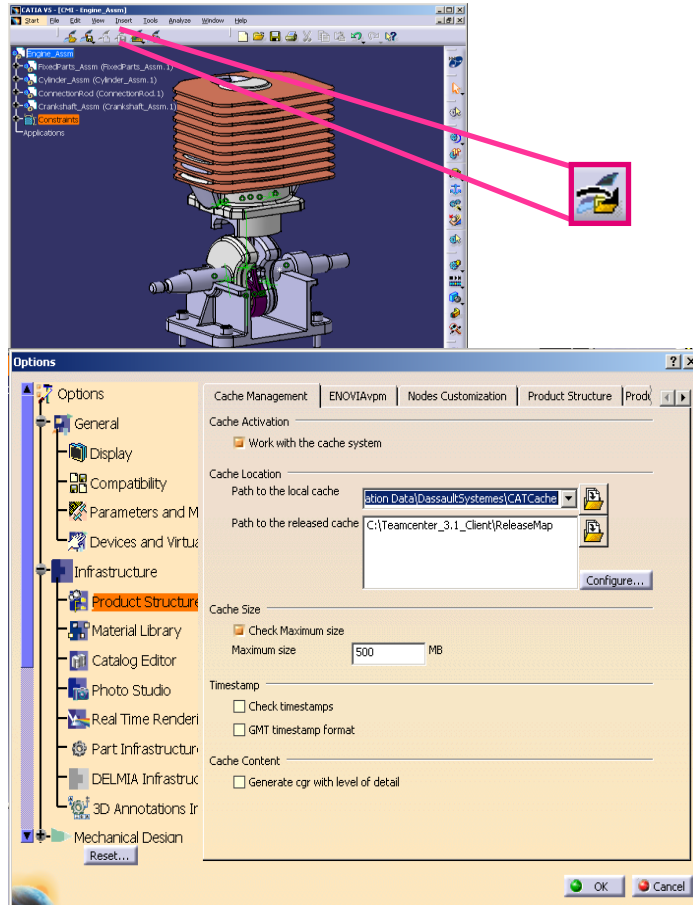 CATIA V5 - [CMI - Engine_Assm]
Start File Edit View Insert Tools Analyze Window Help
Engine_Assm
FixedParts_Assm (FixedParts_Assm.1)
Cylinder_Assm (Cylinder_Assm.1)
ConnectionRod (ConnectionRod.1)
Crankshaft_Assm (Crankshaft_Assm.1)
Constraints
Applications
Options
Options
General
Display
Compatibility
Parameters and M
Devices and Virtua
Infrastructure
Product Structure
Material Library
Catalog Editor
Photo Studio
Real Time Renderi
Part Infrastructur
DELMIA Infrastruc
3D Annotations Ir
Mechanical Design
Reset...
Cache Management ENOVIAvpm Nodes Customization Product Structure Prod
Cache Activation
Work with the cache system
Cache Location
Path to the local cache
ation Data\DassaultSystemes\CATCache
Path to the released cache
C:\Teamcenter_3.1_Client\ReleaseMap
Configure...
Cache Size
Check Maximum size
Maximum size 500 MB
Timestamp
Check timestamps
GMT timestamp format
Cache Content
Generate cgr with level of detail
OK Cancel